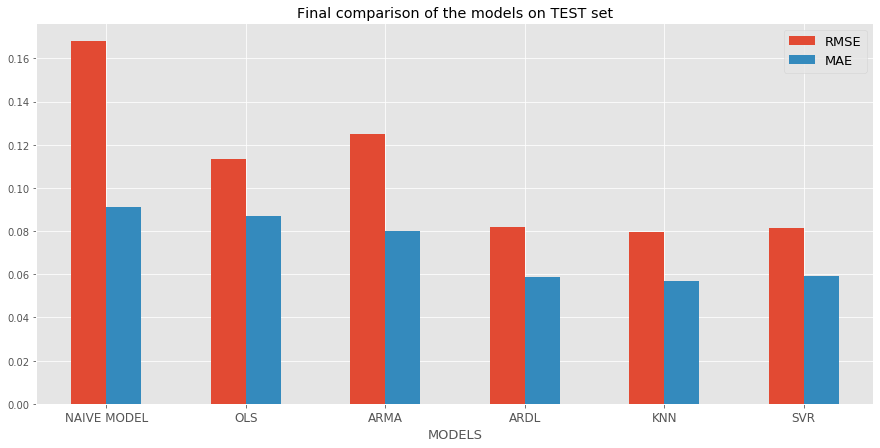 Final comparison of the models on TEST set
RMSE
MAE
0.16
0.14
0.12
0.10
0.08
0.06
0.04
0.02
0.00
NAIVE MODEL OLS ARMA ARDL KNN SVR
MODELS